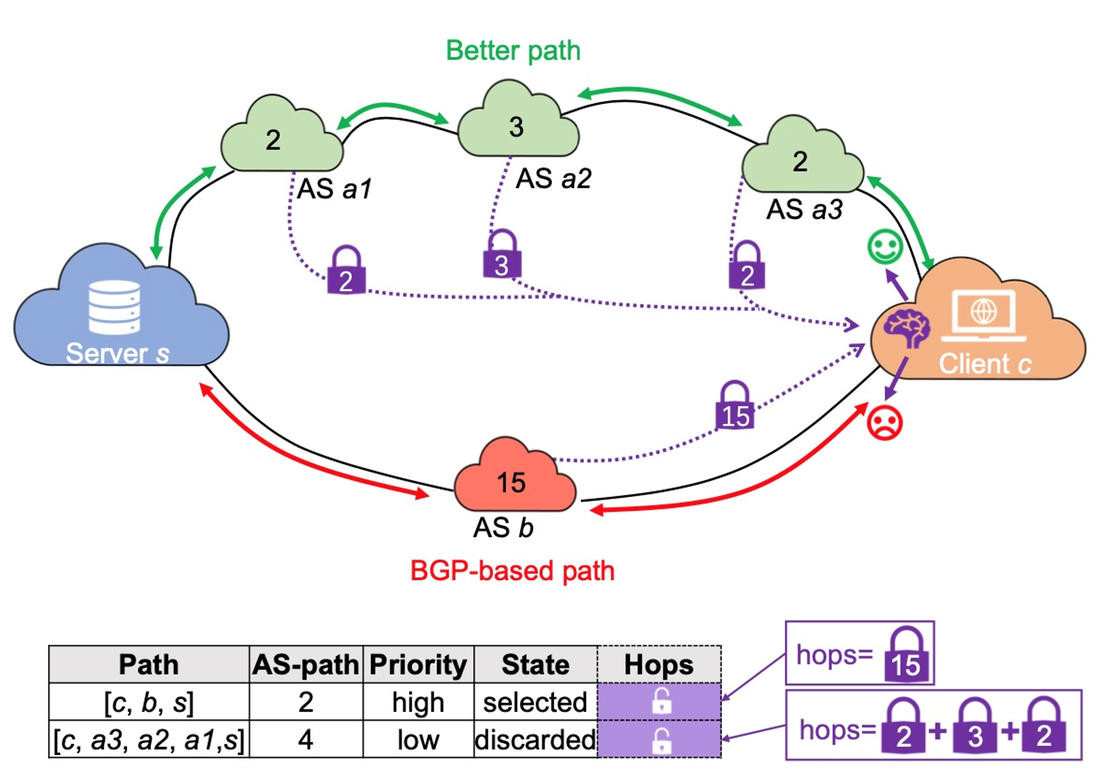 Better path
2
3
2
AS a1
AS a2
AS a3
2
3
2
Server s
Client c
15
15
AS b
BGP-based path
Path AS-path Priority State Hops
[c, b, s] 2 high selected
[c, a3, a2, a1,s] 4 low discarded
hops= 15
hops= 2 + 3 + 2